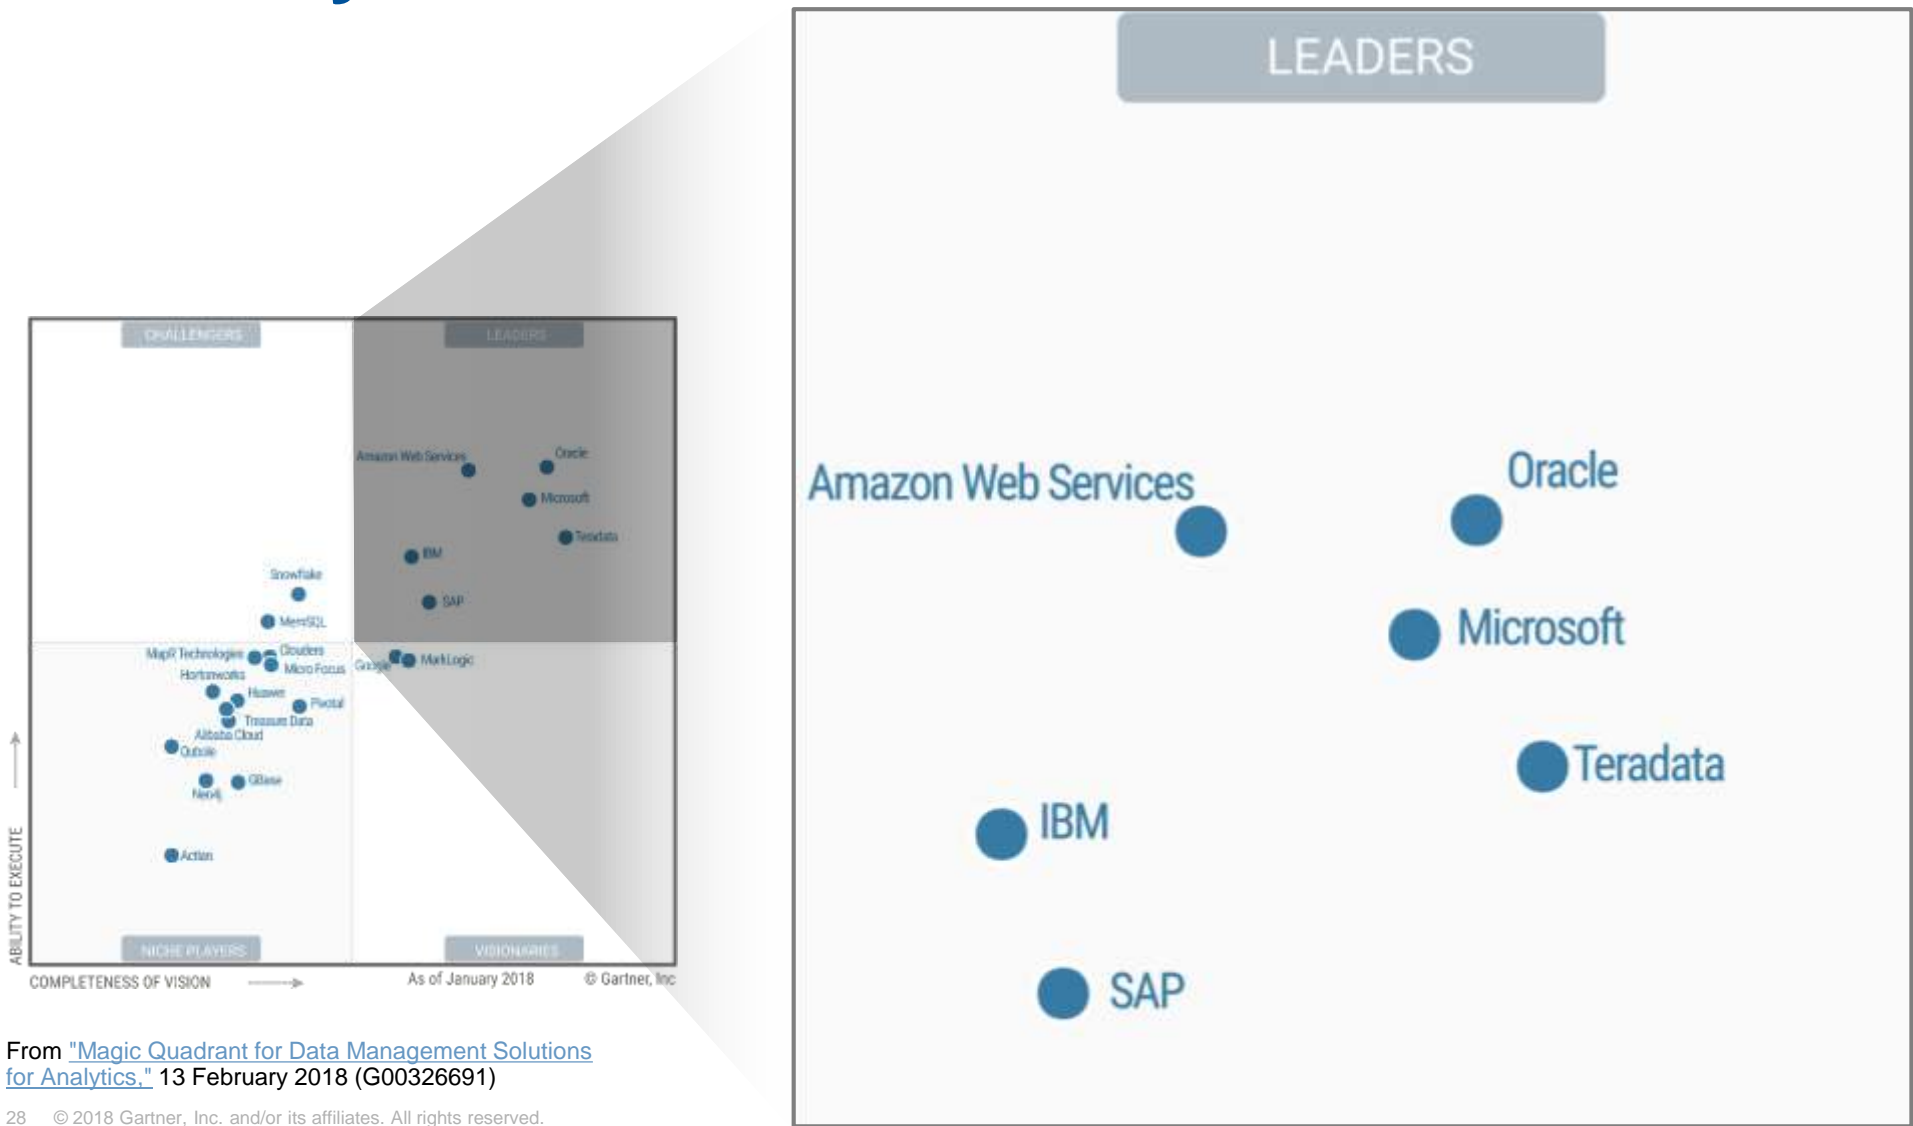 LEADERS
Amazon Web Services
Oracle
Microsoft
Teradata
IBM
SAP
CHALLENGERS
LEADERS
Amazon Web Services
Oracle
Microsoft
Teradata
IBM
SAP
Snowflake
MemSQL
MapR Technologies
Cloudera
Micro Focus
Google
MarkLogic
Hortonworks
Huawei
Pivotal
Treasure Data
Alibaba Cloud
Qubole
GBase
Neo4j
Actian
NICHE PLAYERS
VISIONARIES
ABILITY TO EXECUTE
COMPLETENESS OF VISION
As of January 2018
© Gartner, Inc
From "Magic Quadrant for Data Management Solutions
for Analytics," 13 February 2018 (G00326691)
28 © 2018 Gartner, Inc. and/or its affiliates. All rights reserved.